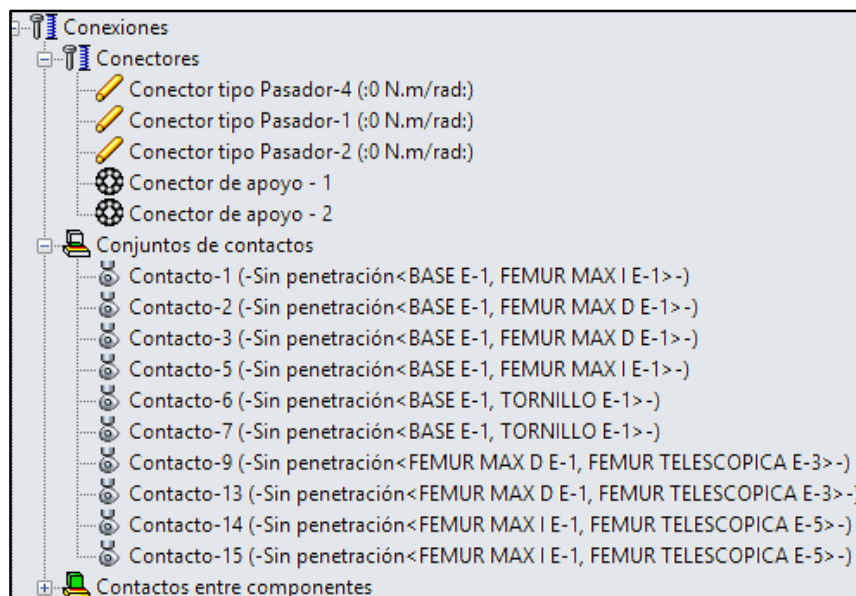 Conexiones
Conectores
Conector tipo Pasador-4 (:0 N.m/rad:)
Conector tipo Pasador-1 (:0 N.m/rad:)
Conector tipo Pasador-2 (:0 N.m/rad:)
Conector de apoyo - 1
Conector de apoyo - 2
Conjuntos de contactos
Contacto-1 (-Sin penetración<BASE E-1, FEMUR MAX I E-1>-)
Contacto-2 (-Sin penetración<BASE E-1, FEMUR MAX D E-1>-)
Contacto-3 (-Sin penetración<BASE E-1, FEMUR MAX D E-1>-)
Contacto-5 (-Sin penetración<BASE E-1, FEMUR MAX I E-1>-)
Contacto-6 (-Sin penetración<BASE E-1, TORNILLO E-1>-)
Contacto-7 (-Sin penetración<BASE E-1, TORNILLO E-1>-)
Contacto-9 (-Sin penetración<FEMUR MAX D E-1, FEMUR TELESCOPICA E-3>-)
Contacto-13 (-Sin penetración<FEMUR MAX D E-1, FEMUR TELESCOPICA E-3>-)
Contacto-14 (-Sin penetración<FEMUR MAX I E-1, FEMUR TELESCOPICA E-5>-)
Contacto-15 (-Sin penetración<FEMUR MAX I E-1, FEMUR TELESCOPICA E-5>-)
Contactos entre componentes